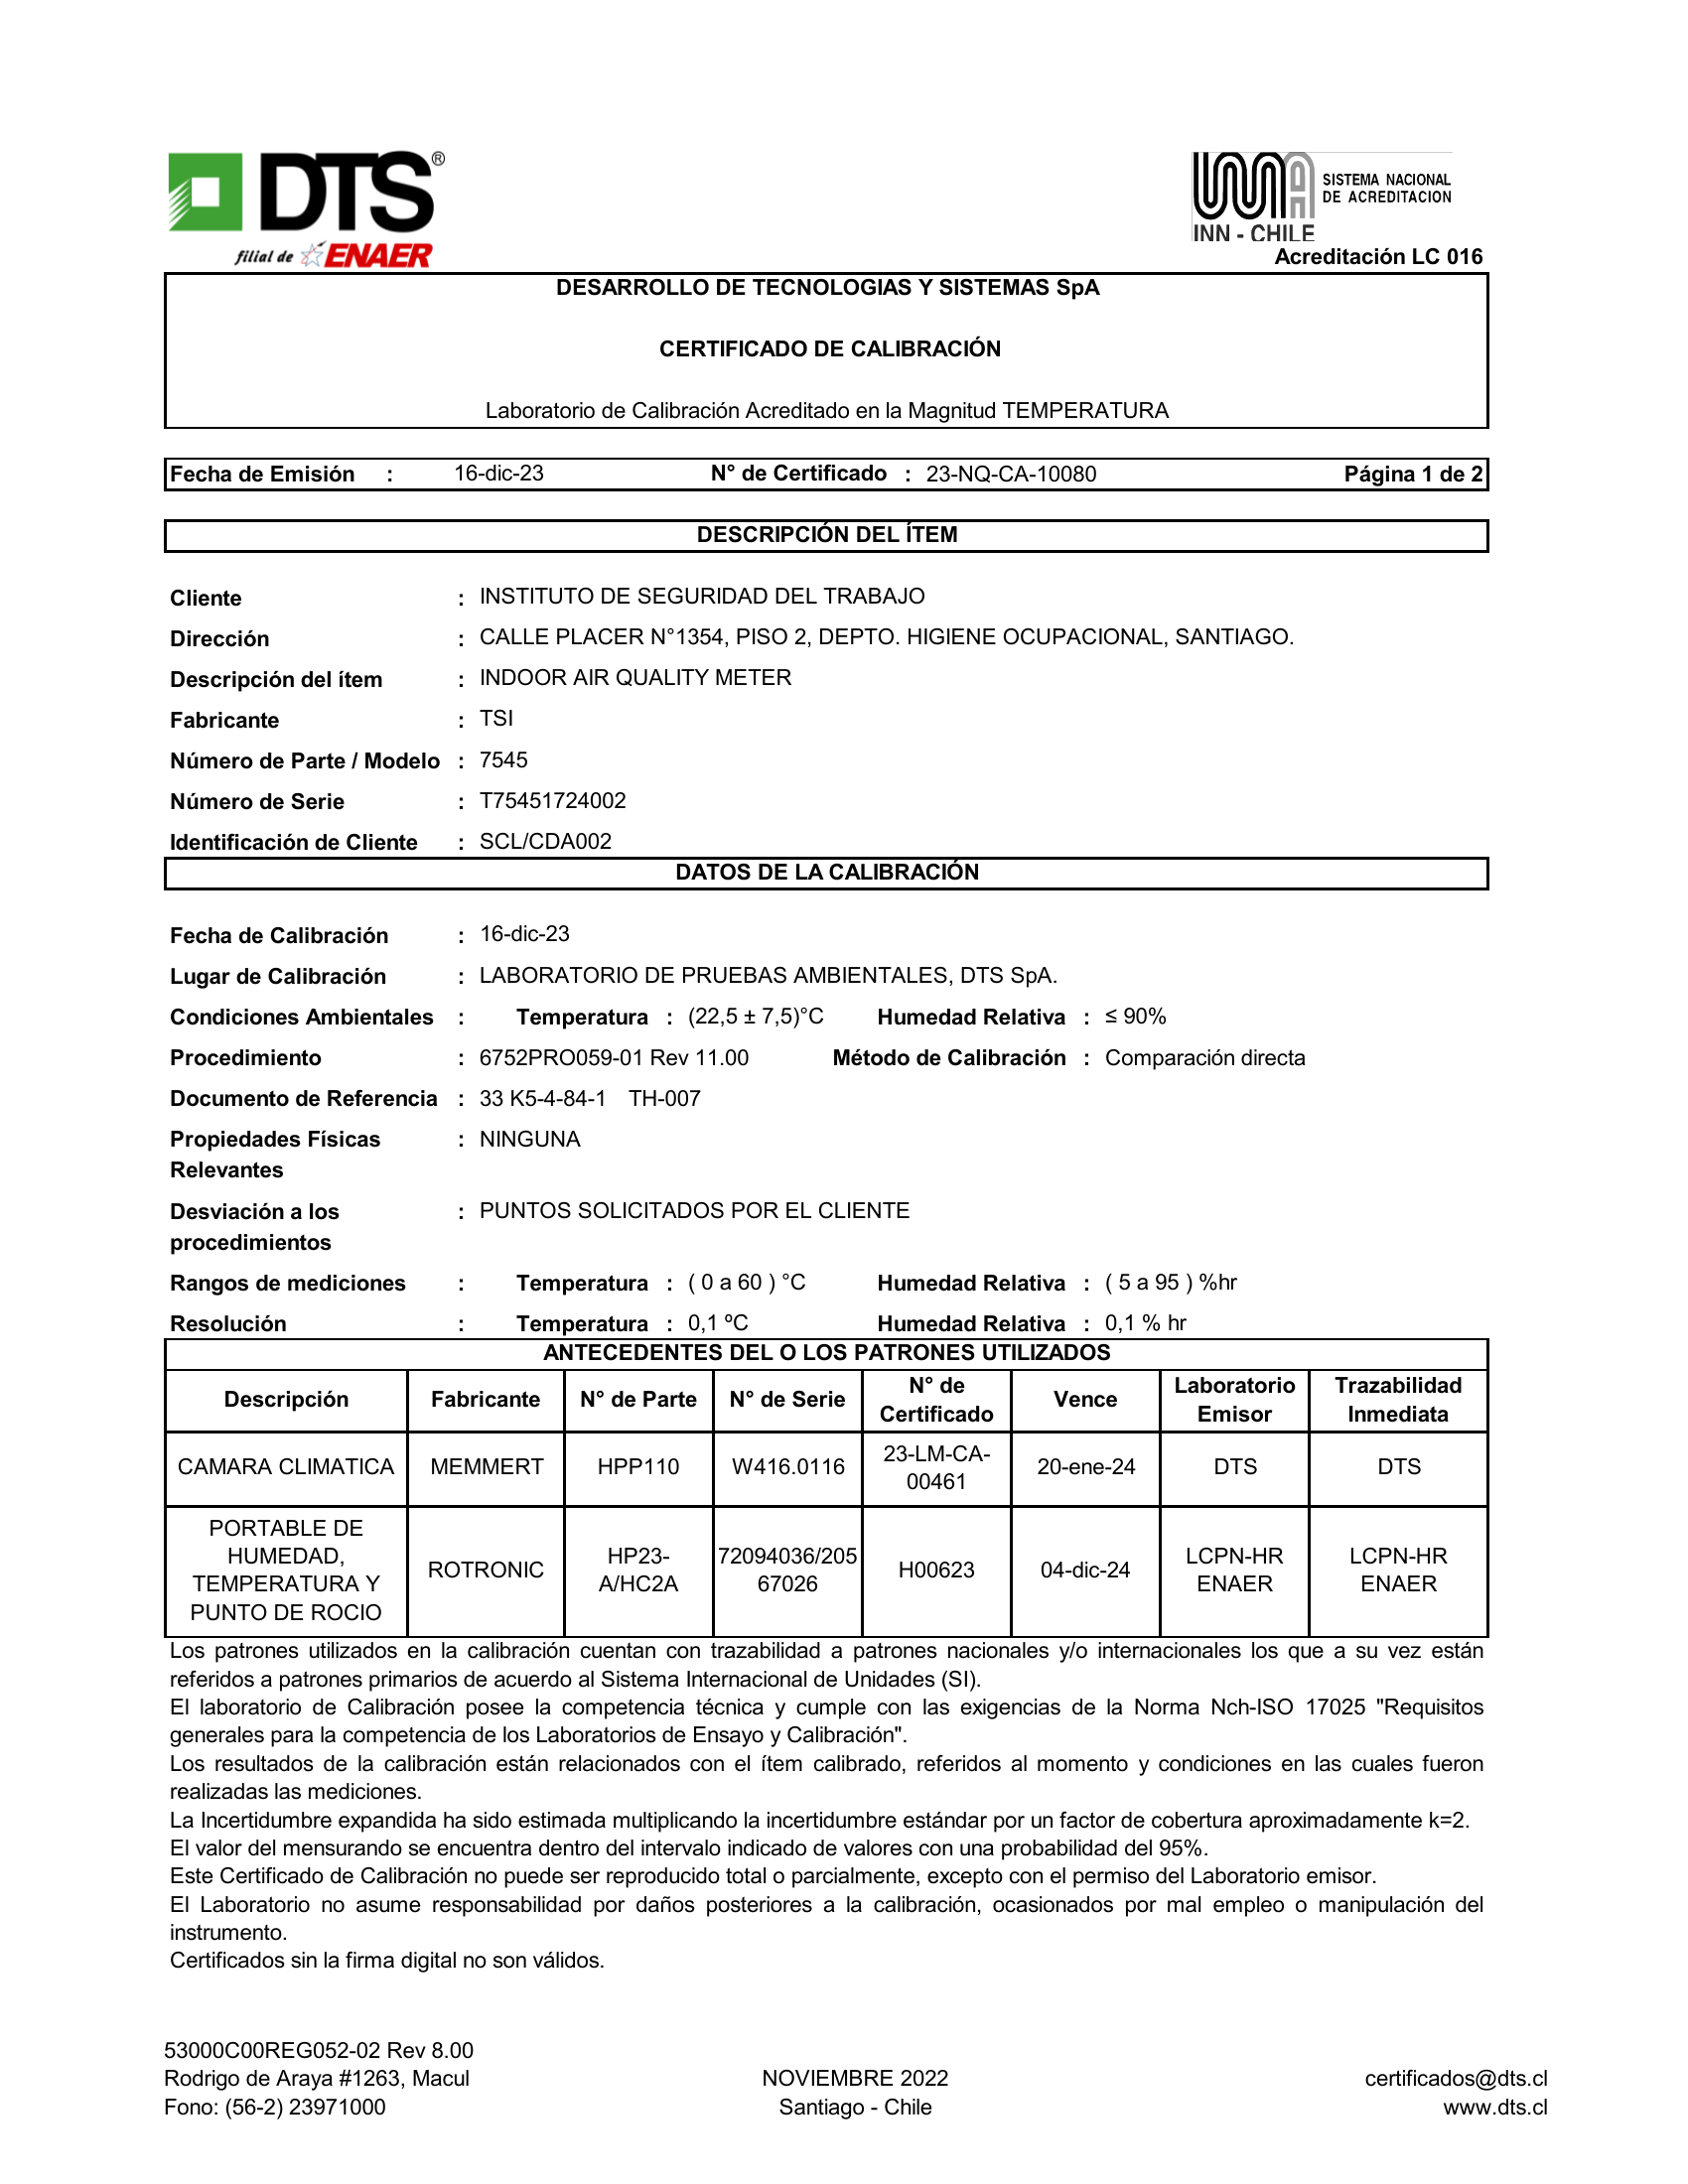 DTS®
filial de ENAER
SISTEMA NACIONAL
DE ACREDITACION
INN - CHILE
Acreditación LC 016
DESARROLLO DE TECNOLOGIAS Y SISTEMAS SpA
CERTIFICADO DE CALIBRACIÓN
Laboratorio de Calibración Acreditado en la Magnitud TEMPERATURA
Fecha de Emisión : 16-dic-23 N° de Certificado : 23-NQ-CA-10080 Página 1 de 2
DESCRIPCIÓN DEL ÍTEM
Cliente : INSTITUTO DE SEGURIDAD DEL TRABAJO
Dirección : CALLE PLACER N°1354, PISO 2, DEPTO. HIGIENE OCUPACIONAL, SANTIAGO.
Descripción del ítem : INDOOR AIR QUALITY METER
Fabricante : TSI
Número de Parte / Modelo : 7545
Número de Serie : T75451724002
Identificación de Cliente : SCL/CDA002
DATOS DE LA CALIBRACIÓN
Fecha de Calibración : 16-dic-23
Lugar de Calibración : LABORATORIO DE PRUEBAS AMBIENTALES, DTS SpA.
Condiciones Ambientales : Temperatura : (22,5 ± 7,5)°C Humedad Relativa : ≤ 90%
Procedimiento : 6752PRO059-01 Rev 11.00 Método de Calibración : Comparación directa
Documento de Referencia : 33 K5-4-84-1 TH-007
Propiedades Físicas : NINGUNA
Relevantes
Desviación a los : PUNTOS SOLICITADOS POR EL CLIENTE
procedimientos
Rangos de mediciones : Temperatura : ( 0 a 60 ) °C Humedad Relativa : ( 5 a 95 ) %hr
Resolución : Temperatura : 0,1 ºC Humedad Relativa : 0,1 % hr
ANTECEDENTES DEL O LOS PATRONES UTILIZADOS
Descripción Fabricante N° de Parte N° de Serie N° de Certificado Vence Laboratorio Emisor Trazabilidad Inmediata
CAMARA CLIMATICA MEMMERT HPP110 W416.0116 23-LM-CA-00461 20-ene-24 DTS DTS
PORTABLE DE HUMEDAD, TEMPERATURA Y PUNTO DE ROCIO ROTRONIC HP23-A/HC2A 72094036/20567026 H00623 04-dic-24 LCPN-HR ENAER LCPN-HR ENAER
Los patrones utilizados en la calibración cuentan con trazabilidad a patrones nacionales y/o internacionales los que a su vez están
referidos a patrones primarios de acuerdo al Sistema Internacional de Unidades (SI).
El laboratorio de Calibración posee la competencia técnica y cumple con las exigencias de la Norma Nch-ISO 17025 "Requisitos
generales para la competencia de los Laboratorios de Ensayo y Calibración".
Los resultados de la calibración están relacionados con el ítem calibrado, referidos al momento y condiciones en las cuales fueron
realizadas las mediciones.
La Incertidumbre expandida ha sido estimada multiplicando la incertidumbre estándar por un factor de cobertura aproximadamente k=2.
El valor del mensurando se encuentra dentro del intervalo indicado de valores con una probabilidad del 95%.
Este Certificado de Calibración no puede ser reproducido total o parcialmente, excepto con el permiso del Laboratorio emisor.
El Laboratorio no asume responsabilidad por daños posteriores a la calibración, ocasionados por mal empleo o manipulación del
instrumento.
Certificados sin la firma digital no son válidos.
53000C00REG052-02 Rev 8.00
Rodrigo de Araya #1263, Macul NOVIEMBRE 2022 certificados@dts.cl
Fono: (56-2) 23971000 Santiago - Chile www.dts.cl